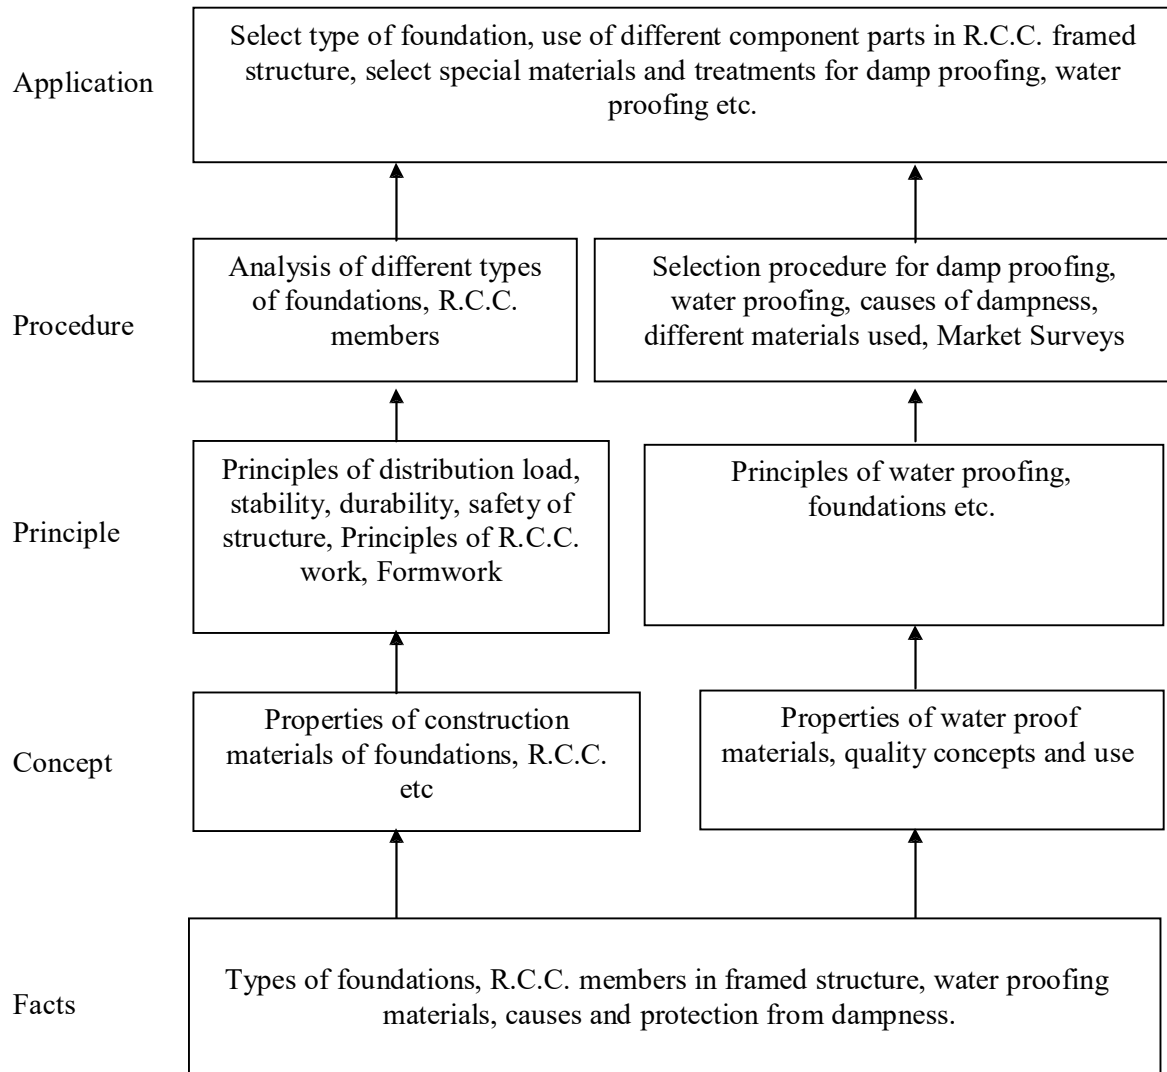 Application
Select type of foundation, use of different component parts in R.C.C. framed
structure, select special materials and treatments for damp proofing, water
proofing etc.
Procedure
Analysis of different types
of foundations, R.C.C.
members
Selection procedure for damp proofing,
water proofing, causes of dampness,
different materials used, Market Surveys
Principle
Principles of distribution load,
stability, durability, safety of
structure, Principles of R.C.C.
work, Formwork
Principles of water proofing,
foundations etc.
Concept
Properties of construction
materials of foundations, R.C.C.
etc
Properties of water proof
materials, quality concepts and use
Facts
Types of foundations, R.C.C. members in framed structure, water proofing
materials, causes and protection from dampness.